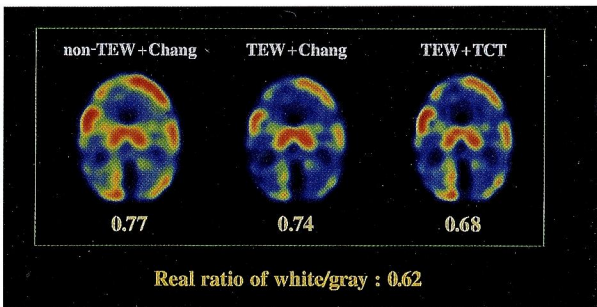 non-TEW+Chang TEW+Chang TEW+TCT
0.77 0.74 0.68
Real ratio of white/gray : 0.62